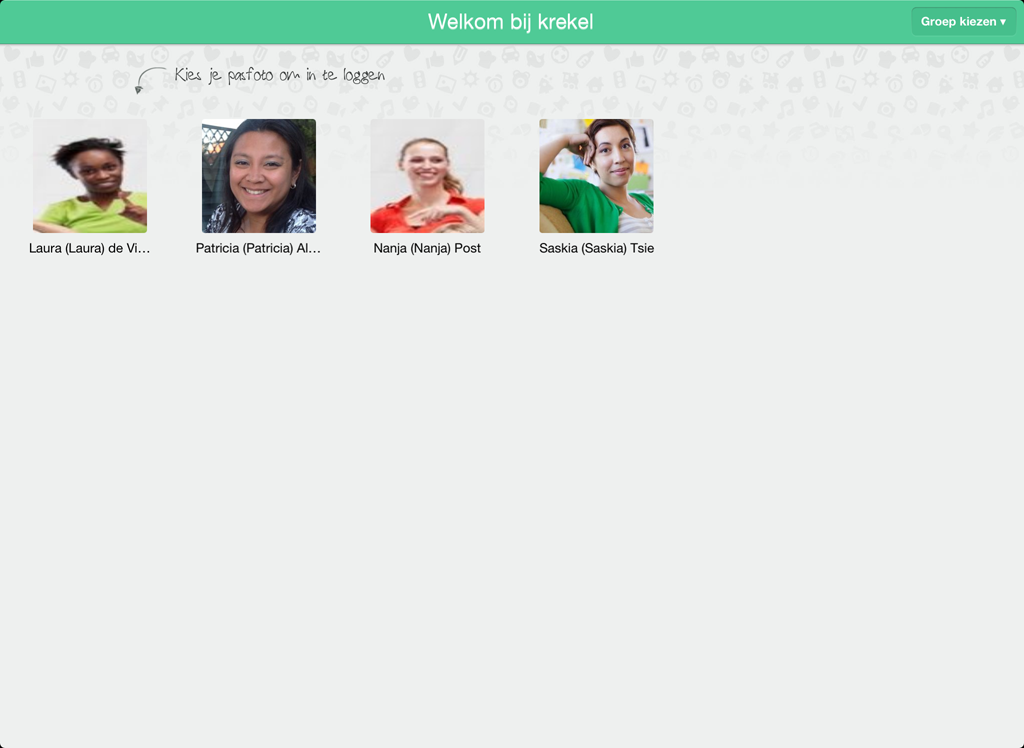 Welkom bij krekel
Groep kiezen ▾
Kies je pasfoto om in te loggen
Laura (Laura) de Vi...
Patricia (Patricia) Al...
Nanja (Nanja) Post
Saskia (Saskia) Tsie